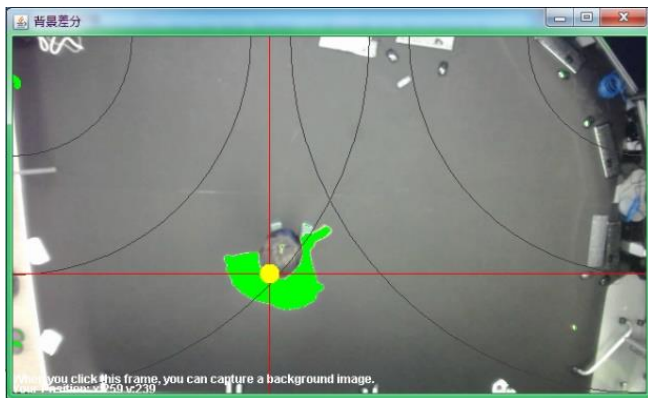 背景差分
When you click this frame, you can capture a background image.
Your Position: x:259 y:239